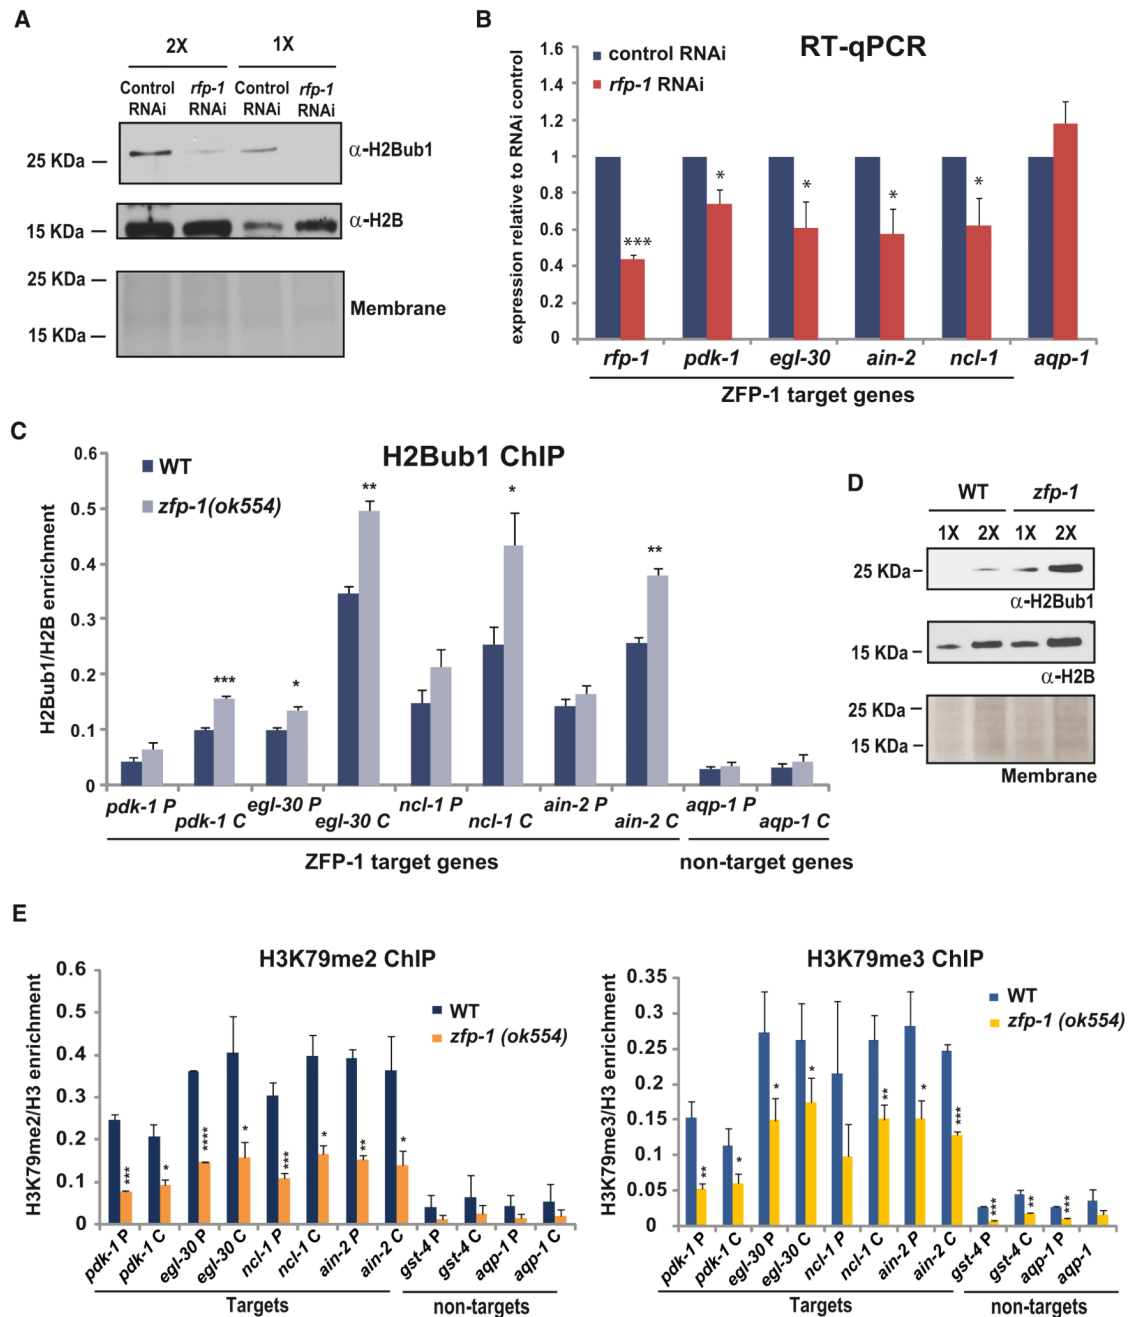 A
2X 1X
Control RNAi rfp-1 RNAi Control RNAi rfp-1 RNAi
25 KDa
α-H2Bub1
15 KDa
α-H2B
25 KDa
15 KDa
Membrane
B
RT-qPCR
control RNAi
rfp-1 RNAi
expression relative to RNAi control
1.6
1.4
1.2
1
0.8
0.6
0.4
0.2
0
*** * * * *
rfp-1 pdk-1 egl-30 ain-2 ncl-1 aqp-1
ZFP-1 target genes
C
H2Bub1 ChIP
WT
zfp-1(ok554)
H2Bub1/H2B enrichment
0.6
0.5
0.4
0.3
0.2
0.1
0
*** * ** * **
pdk-1 P pdk-1 C egl-30 P egl-30 C ncl-1 P ncl-1 C ain-2 P ain-2 C aqp-1 P aqp-1 C
ZFP-1 target genes non-target genes
D
WT zfp-1
1X 2X 1X 2X
25 KDa
α-H2Bub1
15 KDa
α-H2B
25 KDa
15 KDa
Membrane
E
H3K79me2 ChIP
WT
zfp-1 (ok554)
H3K79me2/H3 enrichment
0.6
0.5
0.4
0.3
0.2
0.1
0
*** * **** * *** * ** *
pdk-1 P pdk-1 C egl-30 P egl-30 C ncl-1 P ncl-1 C ain-2 P ain-2 C gst-4 P gst-4 C aqp-1 P aqp-1 C
Targets non-targets
H3K79me3 ChIP
WT
zfp-1 (ok554)
H3K79me3/H3 enrichment
0.35
0.3
0.25
0.2
0.15
0.1
0.05
0
** * * * ** * *** *** ** ***
pdk-1 P pdk-1 C egl-30 P egl-30 C ncl-1 P ncl-1 C ain-2 P ain-2 C gst-4 P gst-4 C aqp-1 P aqp-1
Targets non-targets